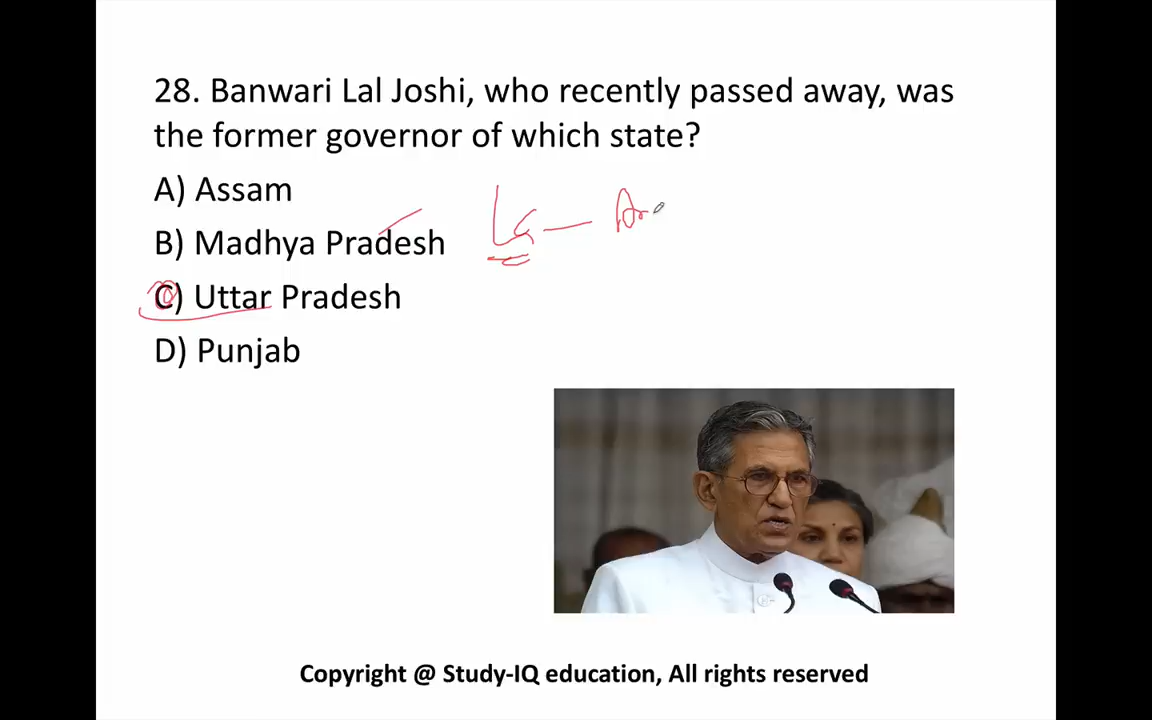 28. Banwari Lal Joshi, who recently passed away, was
the former governor of which state?
A) Assam
B) Madhya Pradesh
C) Uttar Pradesh
D) Punjab
Copyright @ Study-IQ education, All rights reserved